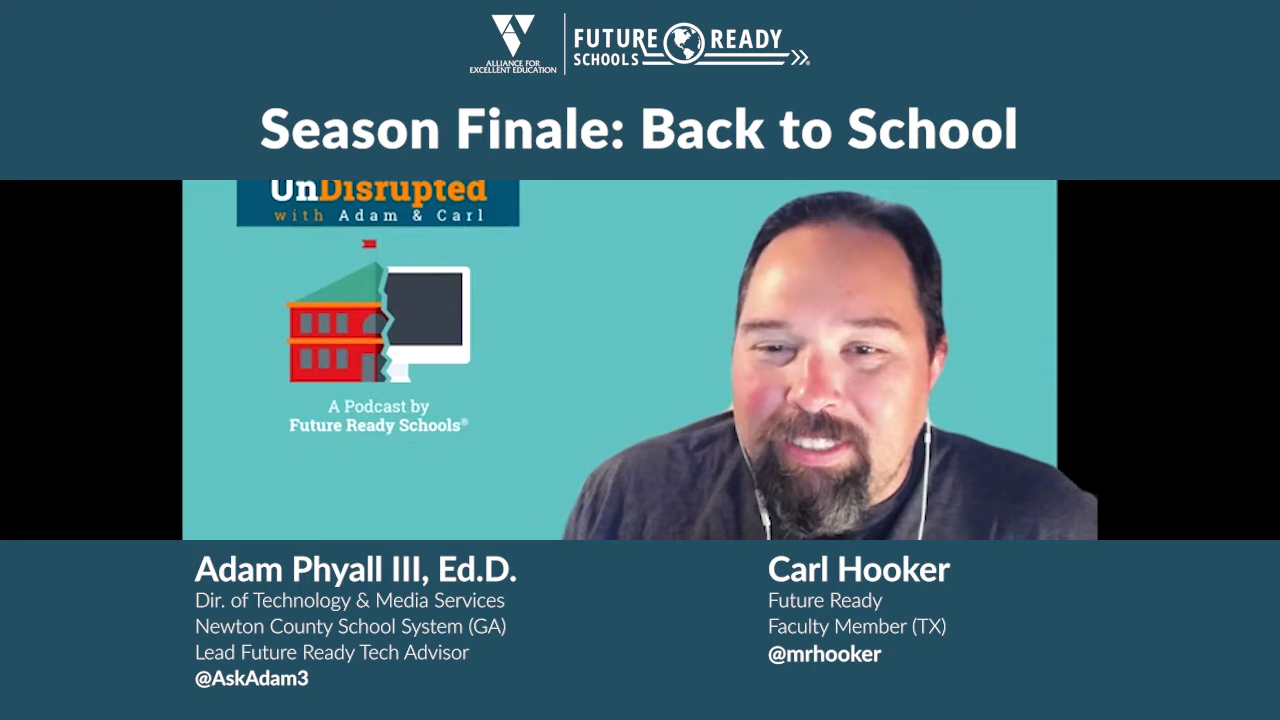 ALLIANCE FOR
EXCELLENT EDUCATION
FUTURE READY
SCHOOLS
Season Finale: Back to School
UnDisrupted
with Adam & Carl
A Podcast by
Future Ready Schools®
Adam Phyall III, Ed.D.
Dir. of Technology & Media Services
Newton County School System (GA)
Lead Future Ready Tech Advisor
@AskAdam3
Carl Hooker
Future Ready
Faculty Member (TX)
@mrhooker